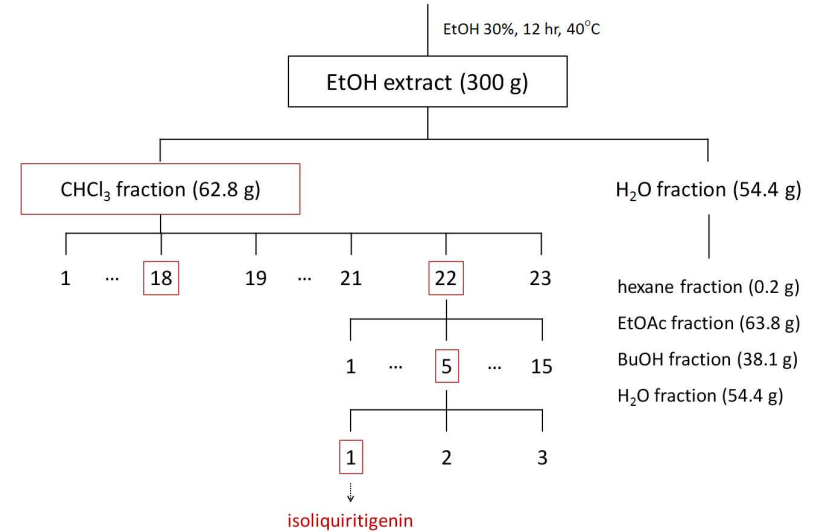 EtOH 30%, 12 hr, 40°C
EtOH extract (300 g)
CHCl₃ fraction (62.8 g)
H₂O fraction (54.4 g)
1 ... 18 19 ... 21 22 23
hexane fraction (0.2 g)
EtOAc fraction (63.8 g)
BuOH fraction (38.1 g)
H₂O fraction (54.4 g)
1 ... 5 ... 15
1 2 3
isoliquiritigenin